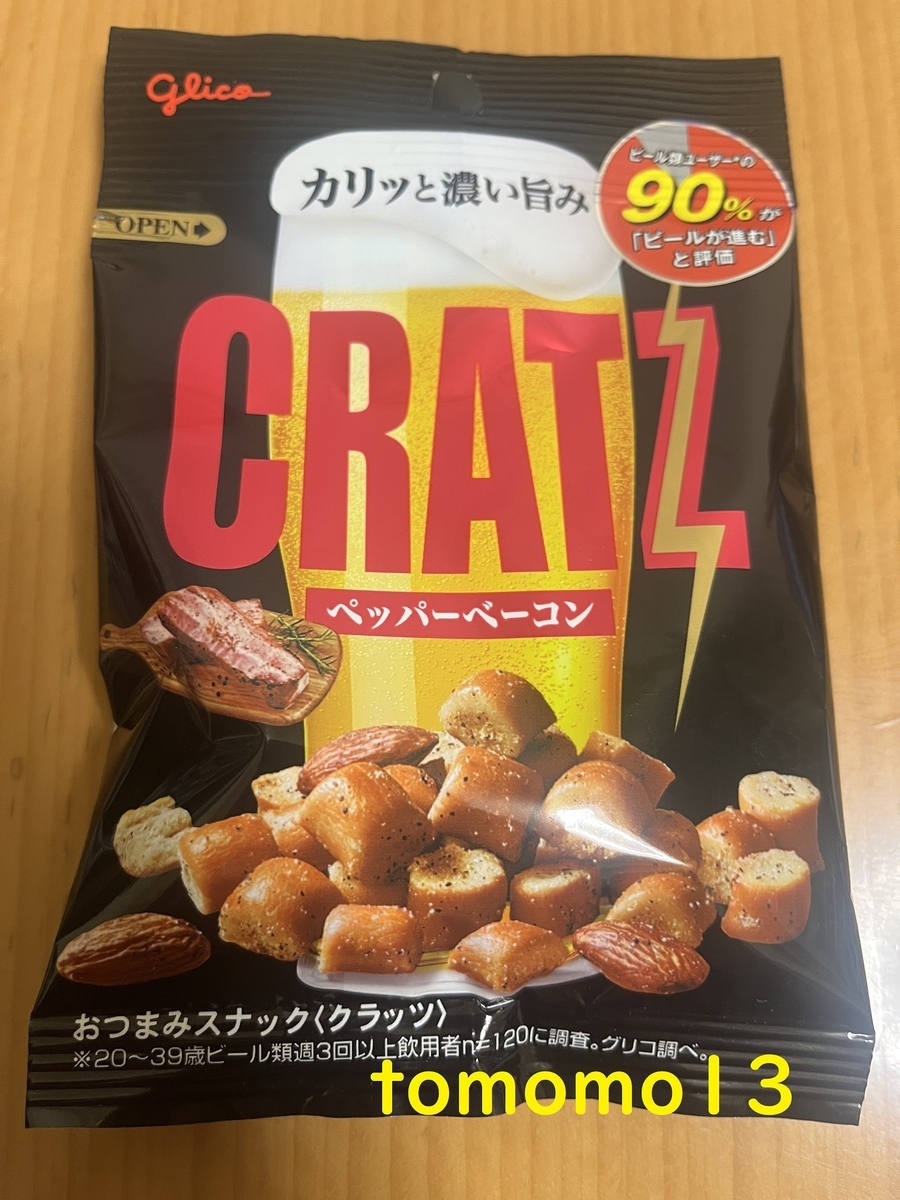 Glico
カリッと濃い旨み
ビール類ユーザー*の
90%が
「ビールが進む」
と評価
OPEN
CRATZ
ペッパーベーコン
おつまみスナック〈クラッツ〉
※20〜39歳ビール類週3回以上飲用者n=120に調査。グリコ調べ。
tomomo13